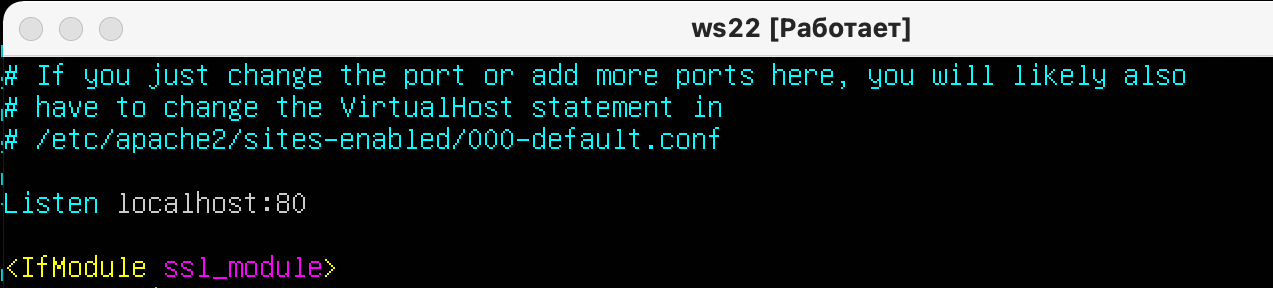 ws22 [Работает]
# If you just change the port or add more ports here, you will likely also
# have to change the VirtualHost statement in
# /etc/apache2/sites-enabled/000-default.conf
Listen localhost:80
<IfModule ssl_module>